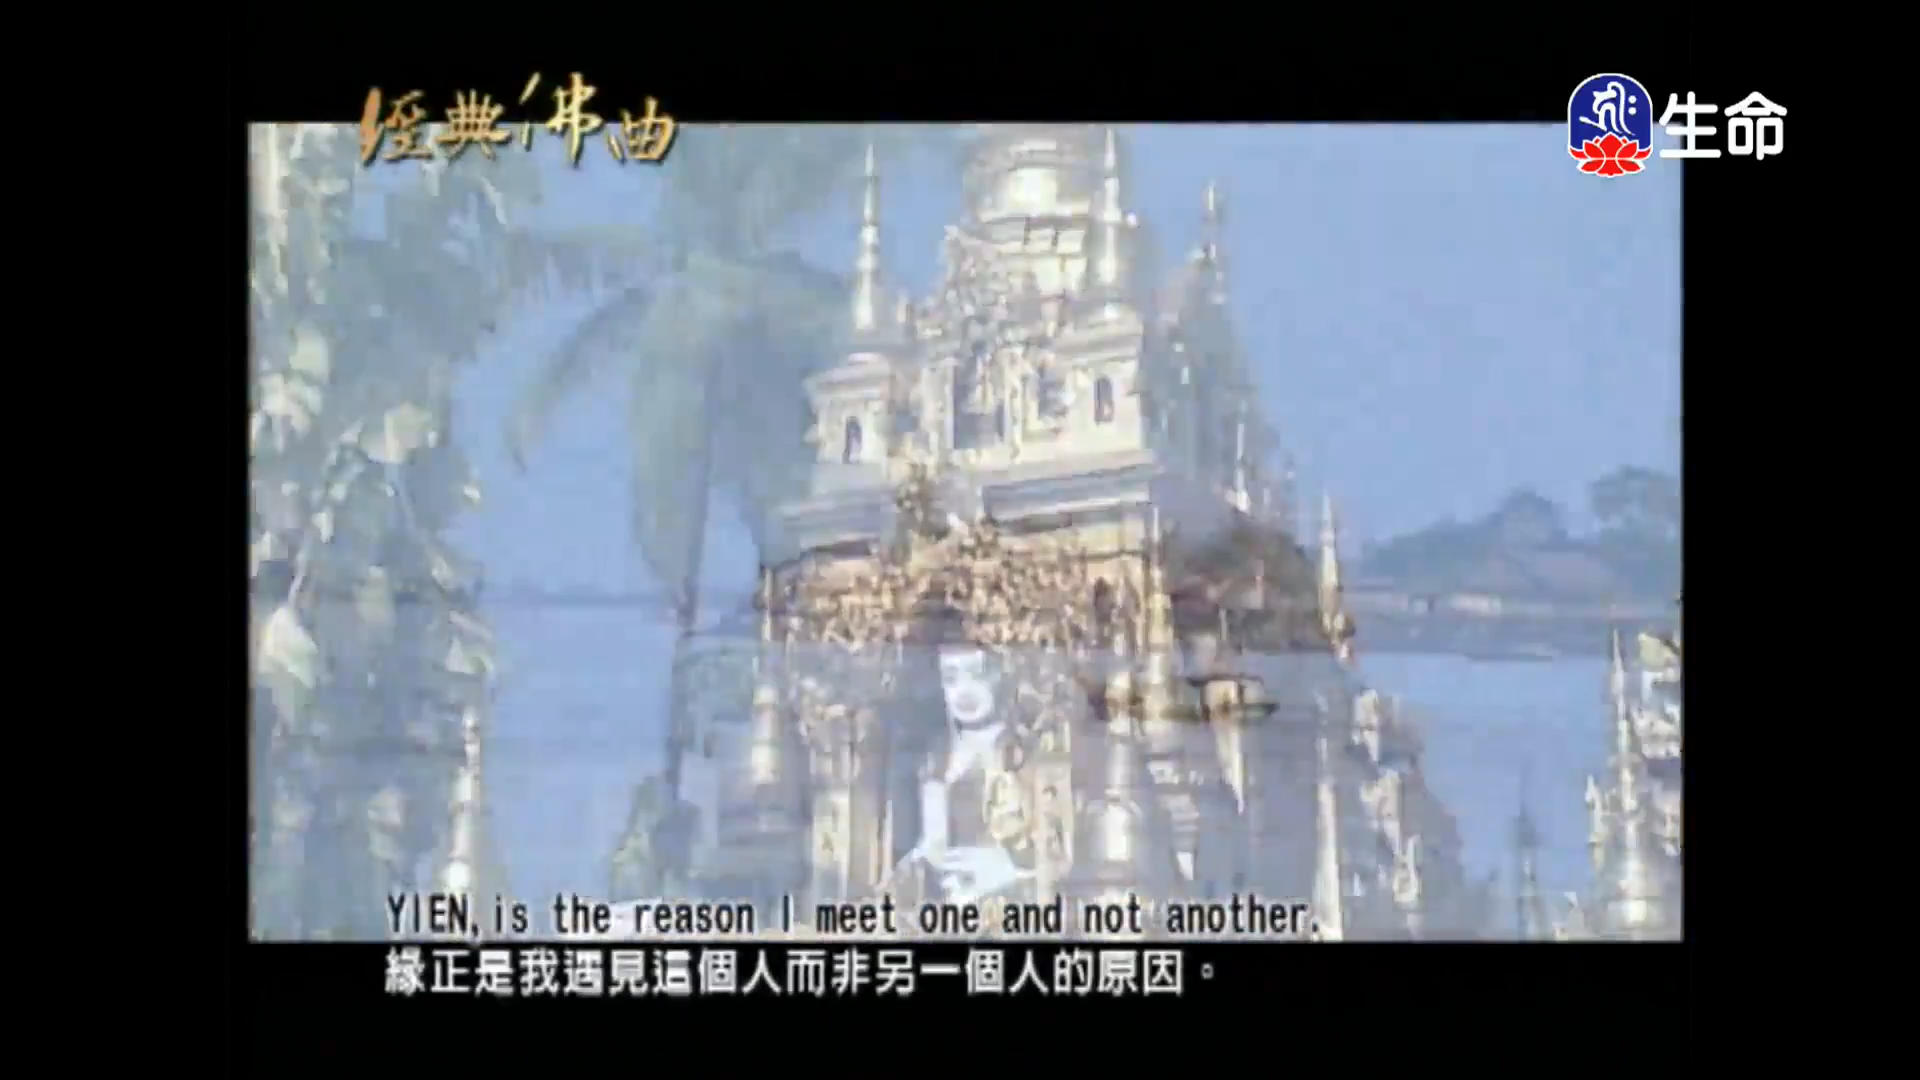 經典佛曲
生命
YIEN,is the reason I meet one and not another.
緣正是我遇見這個人而非另一個人的原因。